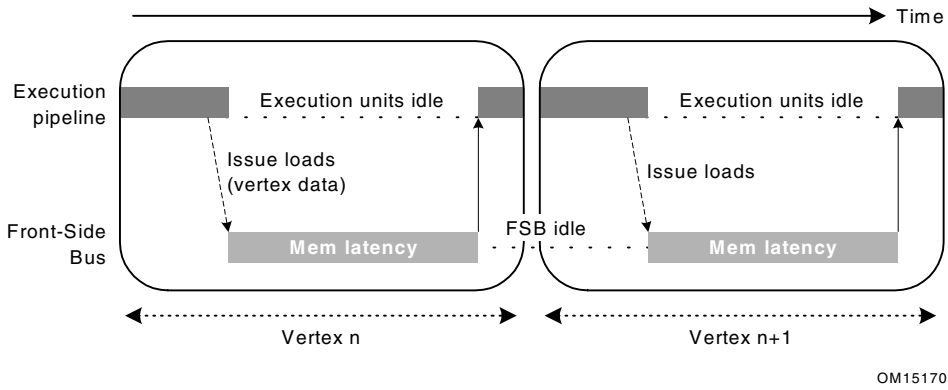 Time
Execution
pipeline
Execution units idle
Execution units idle
Issue loads
(vertex data)
Issue loads
Front-Side
Bus
Mem latency
FSB idle
Mem latency
Vertex n
Vertex n+1
OM15170